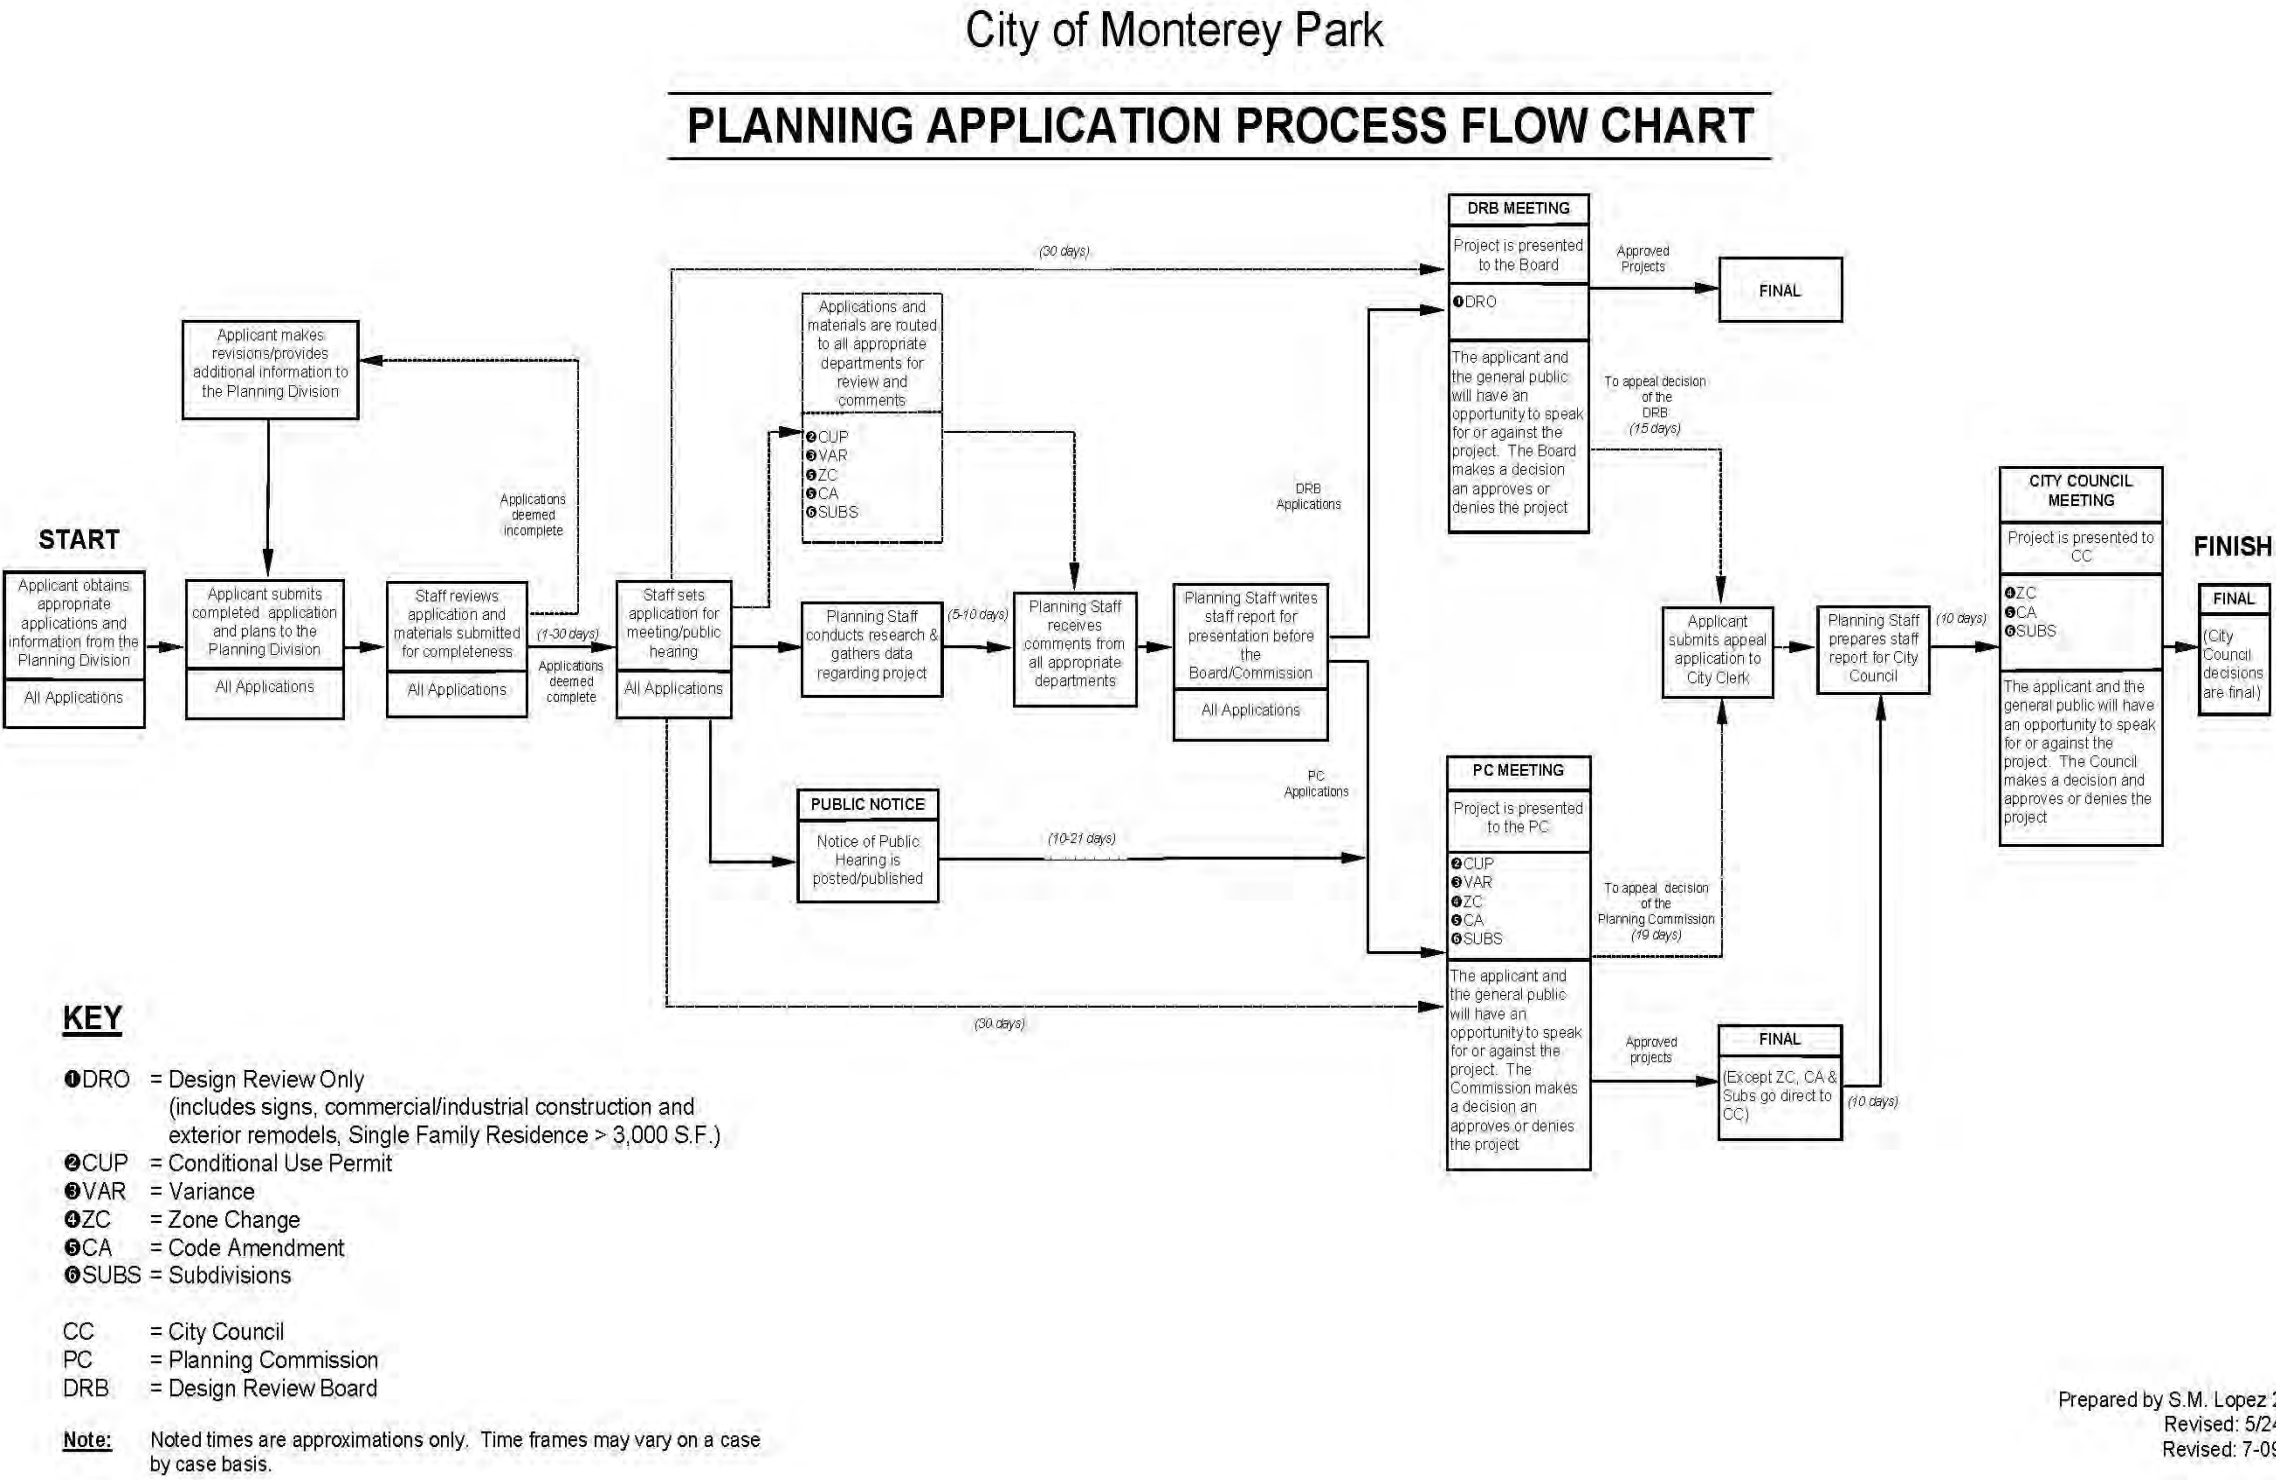 City of Monterey Park
PLANNING APPLICATION PROCESS FLOW CHART
START
Applicant obtains
appropriate
applications and
information from the
Planning Division
All Applications
Applicant makes
revisions/provides
additional information to
the Planning Division
Applicant submits
completed application
and plans to the
Planning Division
All Applications
Staff reviews
application and
materials submitted
for completeness
All Applications
Applications
deemed
incomplete
(1-30 days)
Applications
deemed
complete
Staff sets
application for
meeting/public
hearing
All Applications
(30 days)
Applications and
materials are routed
to all appropriate
departments for
review and
comments
❷CUP
❸VAR
❺ZC
❺CA
❻SUBS
Planning Staff
conducts research &
gathers data
regarding project
(5-10 days)
Planning Staff
receives
comments from
all appropriate
departments
Planning Staff writes
staff report for
presentation before
the
Board/Commission
All Applications
PUBLIC NOTICE
Notice of Public
Hearing is
posted/published
(10-21 days)
(30 days)
DRB
Applications
PC
Applications
DRB MEETING
Project is presented
to the Board
❶DRO
The applicant and
the general public
will have an
opportunity to speak
for or against the
project. The Board
makes a decision
an approves or
denies the project
Approved
Projects
FINAL
To appeal decision
of the
DRB
(15 days)
PC MEETING
Project is presented
to the PC
❷CUP
❸VAR
❹ZC
❺CA
❻SUBS
The applicant and
the general public
will have an
opportunity to speak
for or against the
project. The
Commission makes
a decision an
approves or denies
the project
To appeal decision
of the
Planning Commission
(19 days)
Approved
projects
FINAL
(Except ZC, CA &
Subs go direct to
CC)
(10 days)
Applicant
submits appeal
application to
City Clerk
Planning Staff
prepares staff
report for City
Council
(10 days)
CITY COUNCIL
MEETING
Project is presented to
CC
❹ZC
❺CA
❻SUBS
The applicant and the
general public will have
an opportunity to speak
for or against the
project. The Council
makes a decision and
approves or denies the
project
FINISH
FINAL
(City
Council
decisions
are final)
KEY
❶DRO = Design Review Only
(includes signs, commercial/industrial construction and
exterior remodels, Single Family Residence > 3,000 S.F.)
❷CUP = Conditional Use Permit
❸VAR = Variance
❹ZC = Zone Change
❺CA = Code Amendment
❻SUBS = Subdivisions
CC = City Council
PC = Planning Commission
DRB = Design Review Board
Note: Noted times are approximations only. Time frames may vary on a case
by case basis.
Prepared by S.M. Lopez
Revised: 5/24
Revised: 7-09